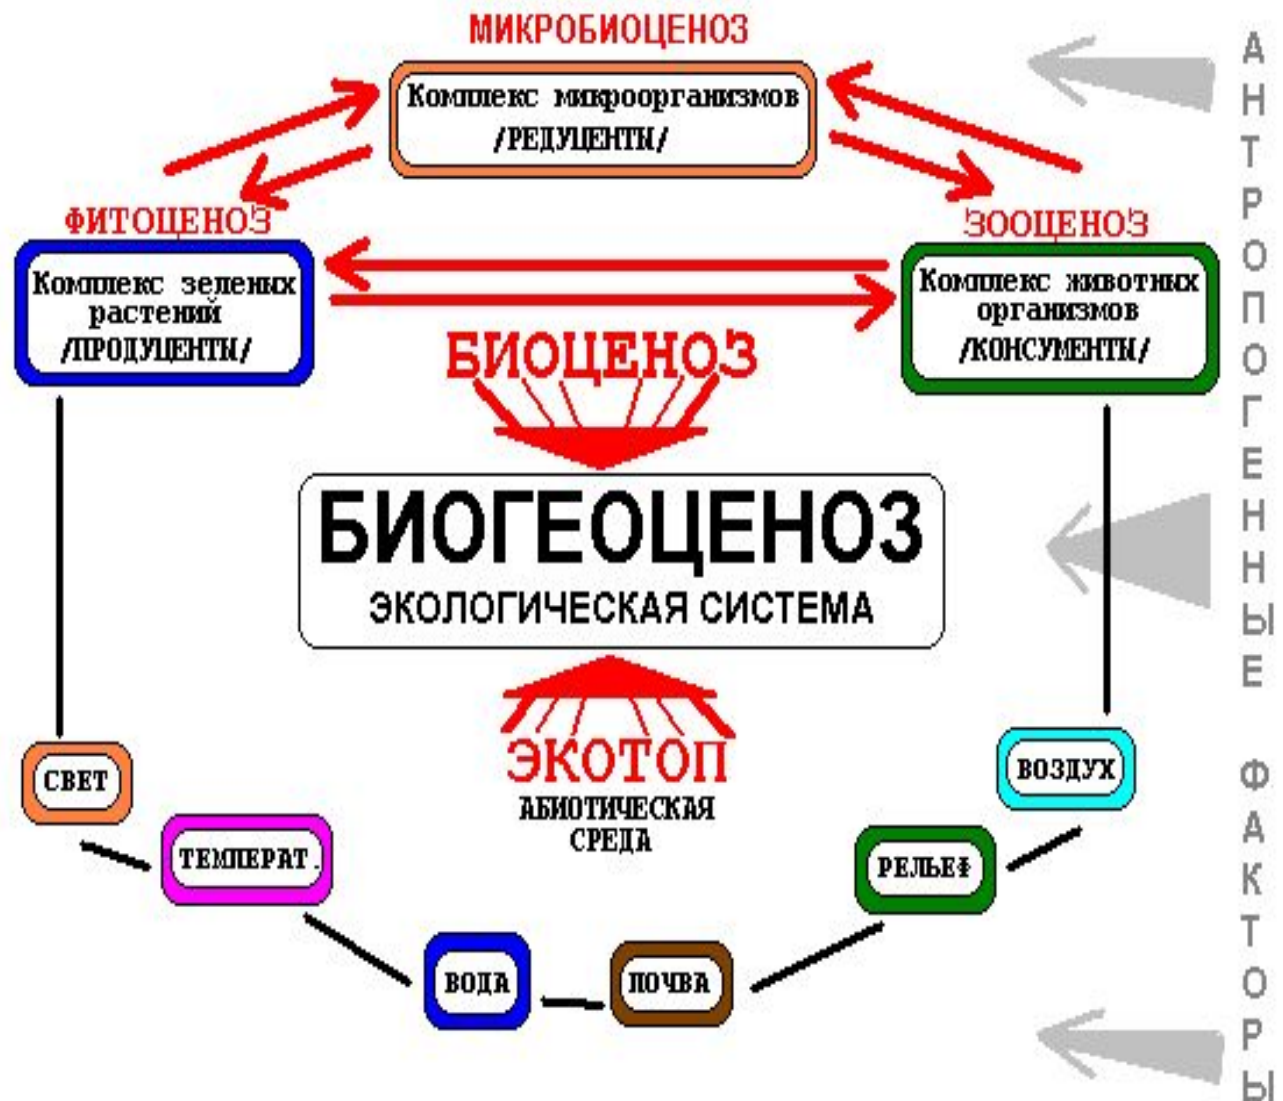 МИКРОБИОЦЕНОЗ
Комплекс микроорганизмов
/РЕДУЦЕНТЫ/
ФИТОЦЕНОЗ
Комплекс зеленых
растений
/ПРОДУЦЕНТЫ/
ЗООЦЕНОЗ
Комплекс животных
организмов
/КОНСУМЕНТЫ/
БИОЦЕНОЗ
БИОГЕОЦЕНОЗ
ЭКОЛОГИЧЕСКАЯ СИСТЕМА
ЭКОТОП
АБИОТИЧЕСКАЯ
СРЕДА
СВЕТ
ТЕМПЕРАТ.
ВОДА
ПОЧВА
РЕЛЬЕФ
ВОЗДУХ
АНТРОПОГЕННЫЕ ФАКТОРЫ